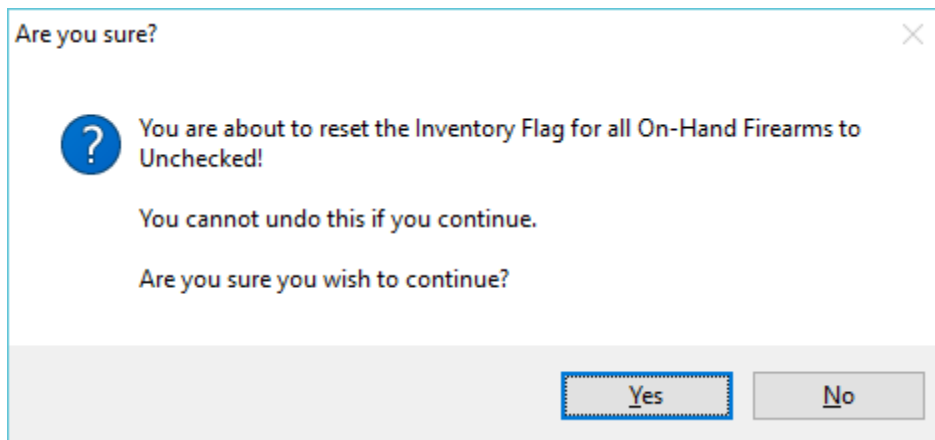 Are you sure?
You are about to reset the Inventory Flag for all On-Hand Firearms to
Unchecked!
You cannot undo this if you continue.
Are you sure you wish to continue?
Yes
No